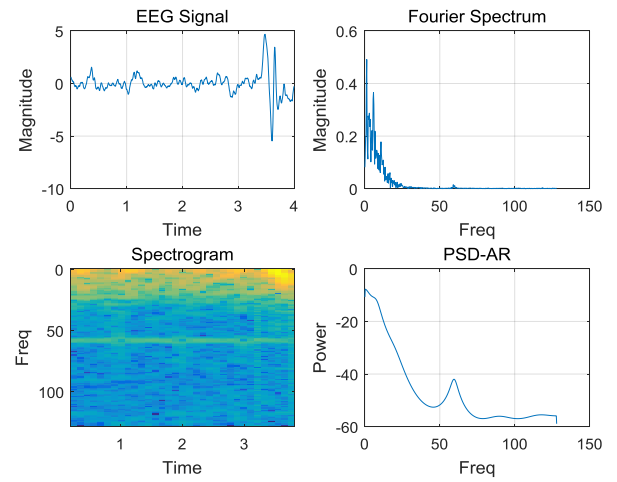 EEG Signal
5
0
-5
-10
Magnitude
0 1 2 3 4
Time
Fourier Spectrum
0.6
0.4
0.2
0
Magnitude
0 50 100 150
Freq
Spectrogram
0
50
100
Freq
1 2 3
Time
PSD-AR
0
-20
-40
-60
Power
0 50 100 150
Freq